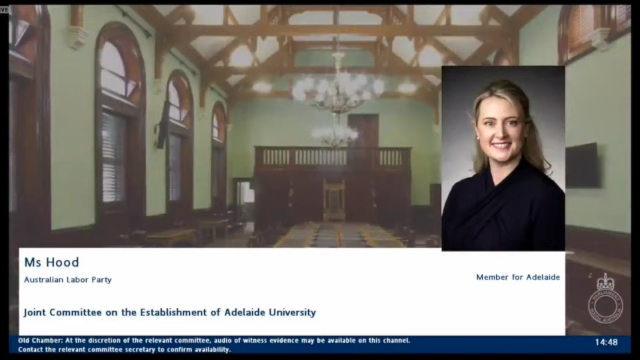 Ms Hood
Australian Labor Party
Member for Adelaide
Joint Committee on the Establishment of Adelaide University
Old Chamber: At the discretion of the relevant committee, audio of witness evidence may be available on this channel.
Contact the relevant committee secretary to confirm availability.
14:48